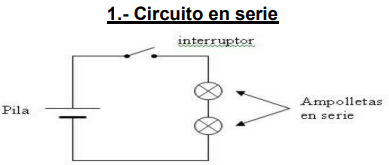 1.- Circuito en serie
interruptor
Pila
Ampolletas
en serie